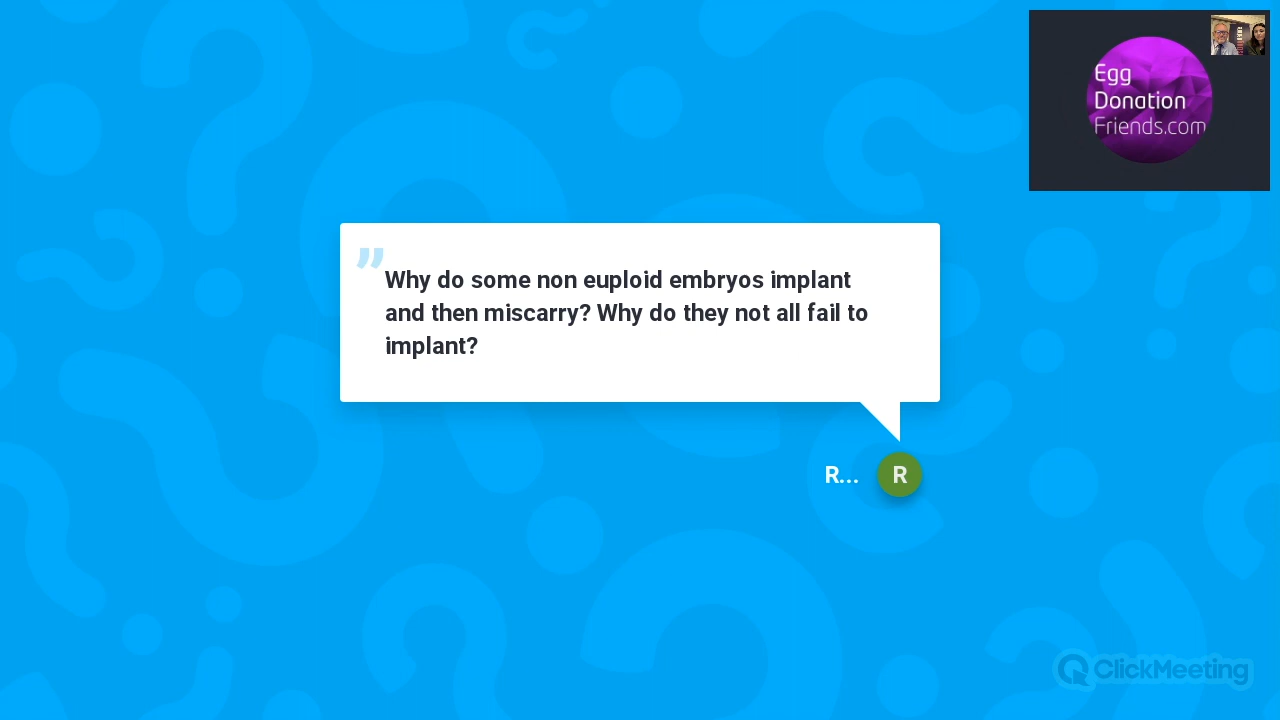 Egg
Donation
Friends.com
”
Why do some non euploid embryos implant
and then miscarry? Why do they not all fail to
implant?
R...
R
ClickMeeting